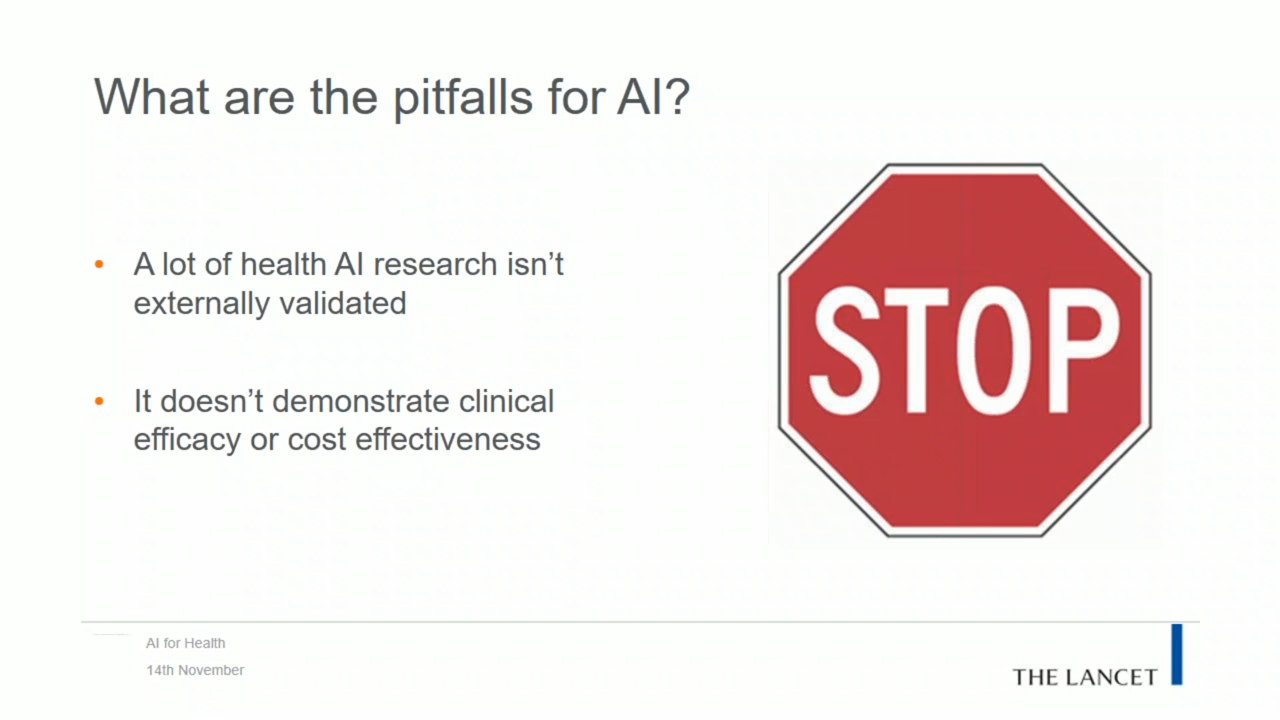 What are the pitfalls for AI?
• A lot of health AI research isn’t
externally validated
STOP
• It doesn’t demonstrate clinical
efficacy or cost effectiveness
AI for Health
14th November
THE LANCET